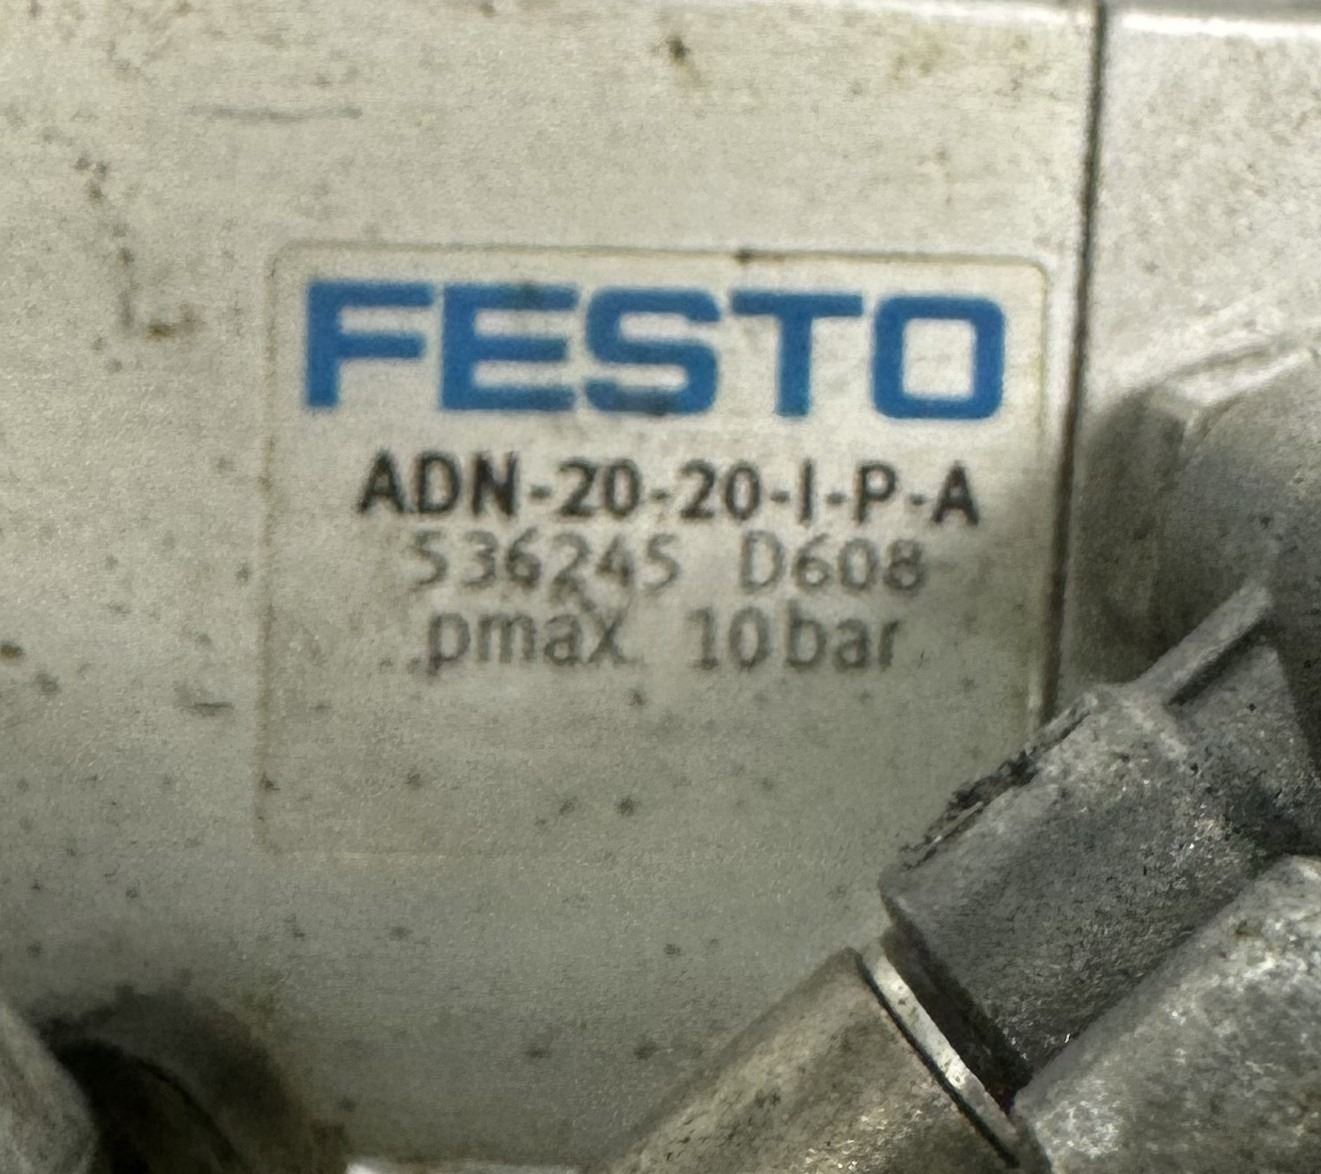 FESTO
ADN-20-20-I-P-A
536245 D608
pmax. 10bar